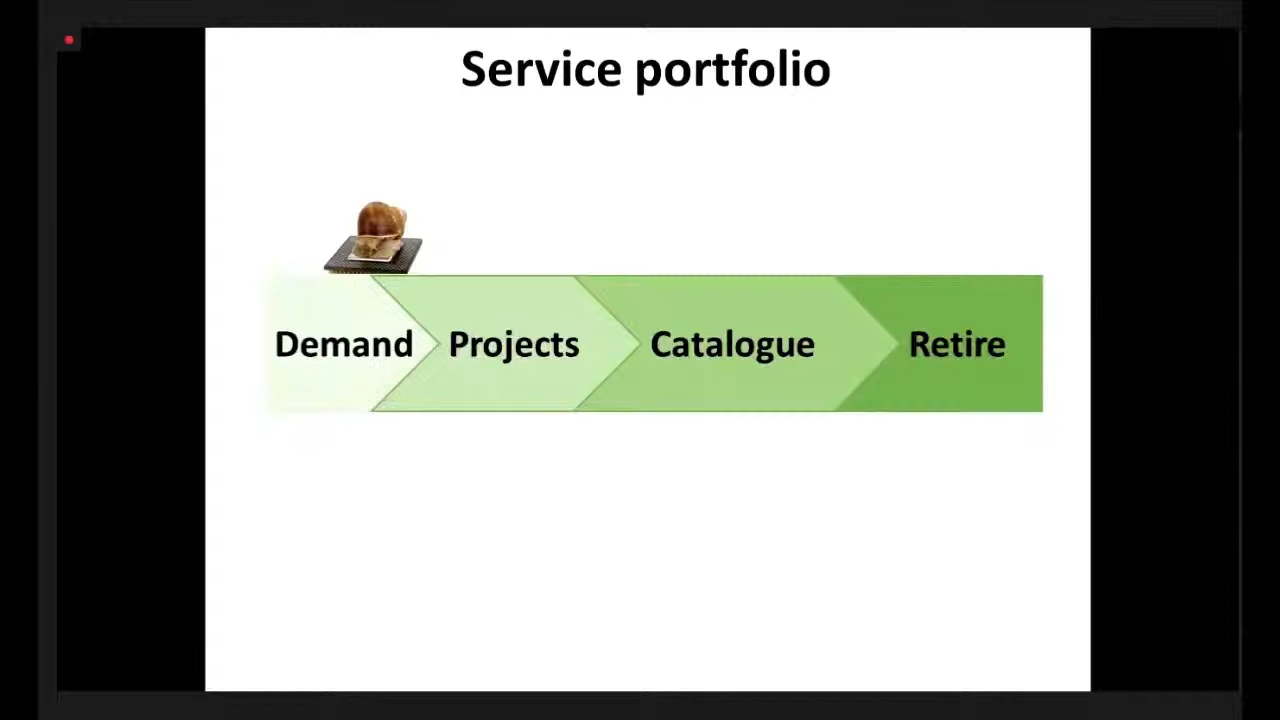 Service portfolio
Demand
Projects
Catalogue
Retire